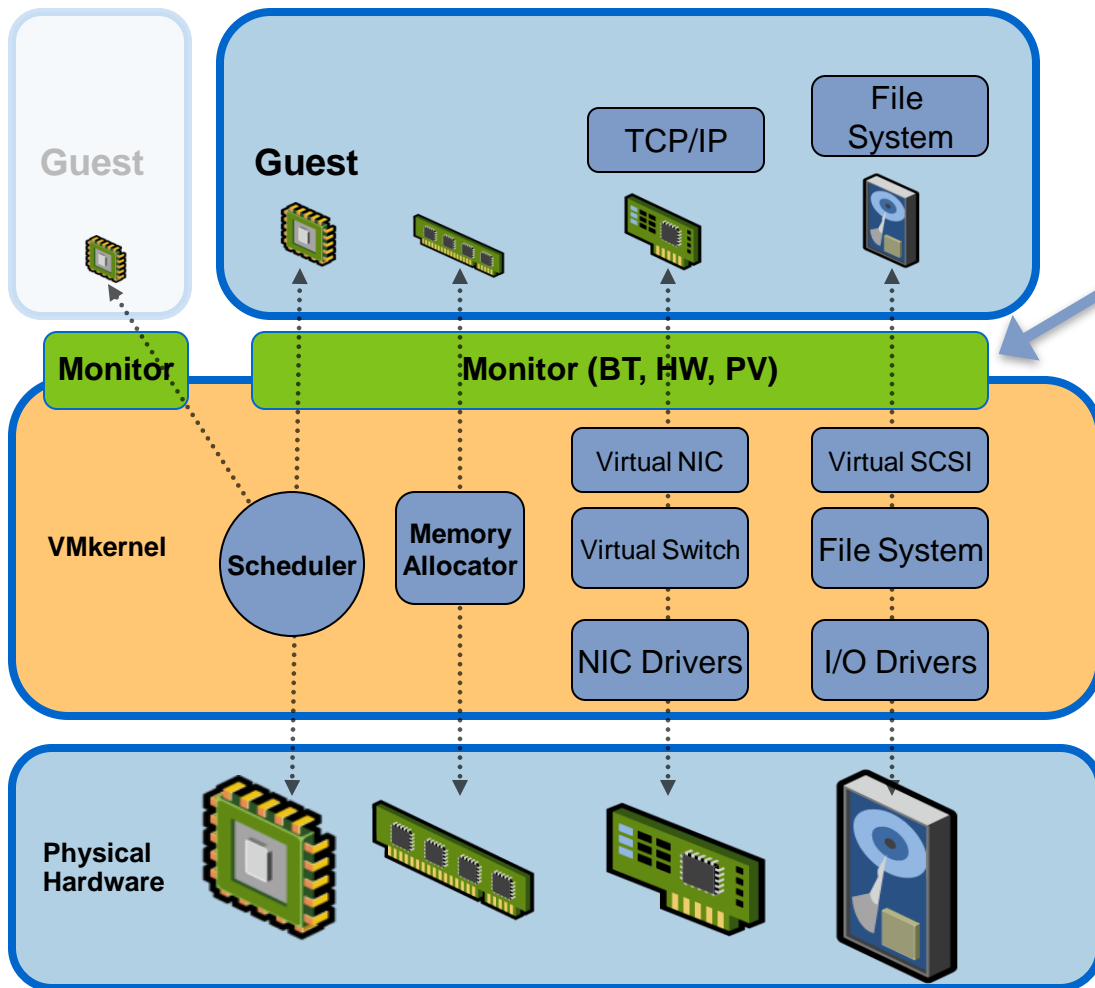 File
System
TCP/IP
Guest
Guest
Monitor
Monitor (BT, HW, PV)
Virtual NIC
Virtual SCSI
Memory
Allocator
VMkernel
Scheduler
Virtual Switch
File System
NIC Drivers
I/O Drivers
Physical
Hardware